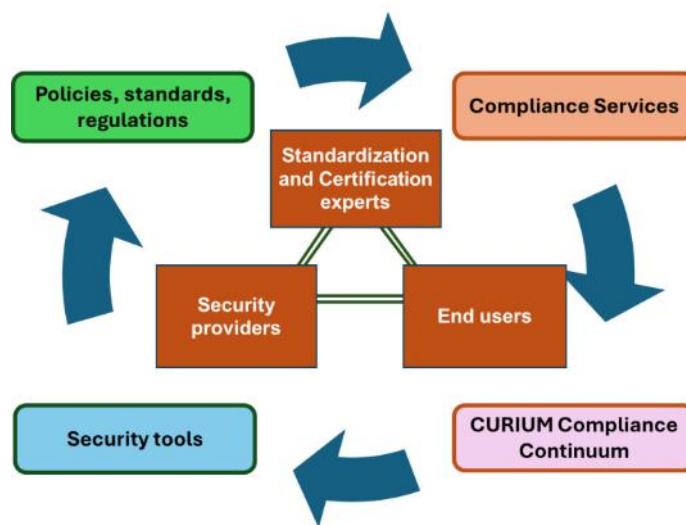 Policies, standards,
regulations
Compliance Services
Standardization
and Certification
experts
Security
providers
End users
Security tools
CURIUM Compliance
Continuum